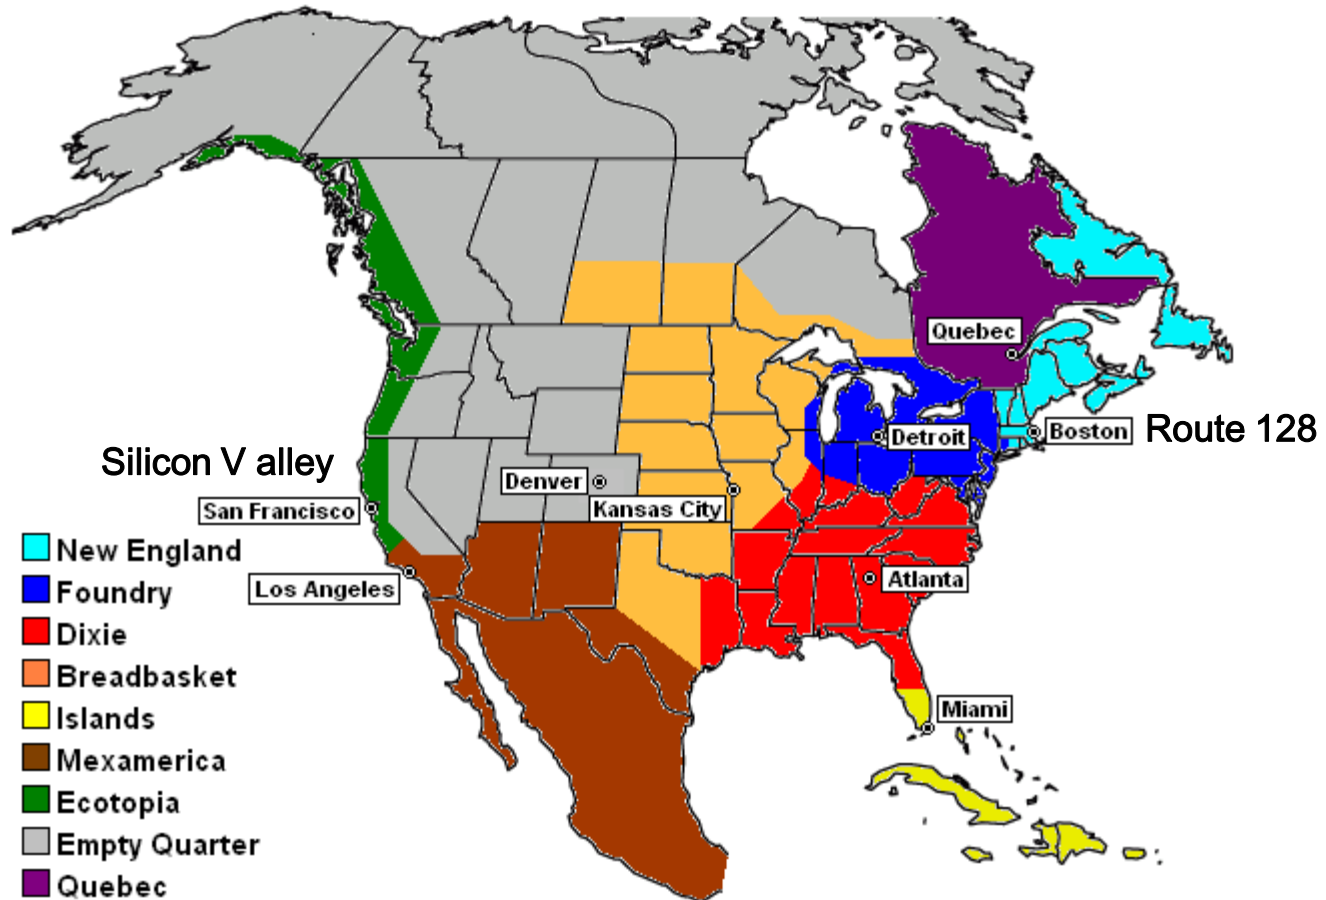 Quebec
Detroit
Boston
Route 128
Silicon V alley
Denver
Kansas City
San Francisco
Los Angeles
Atlanta
Miami
New England
Foundry
Dixie
Breadbasket
Islands
Mexamerica
Ecotopia
Empty Quarter
Quebec